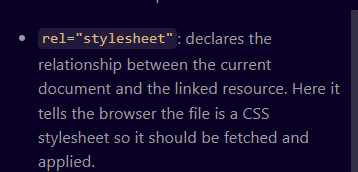 • rel="stylesheet": declares the
relationship between the current
document and the linked resource. Here it
tells the browser the file is a CSS
stylesheet so it should be fetched and
applied.